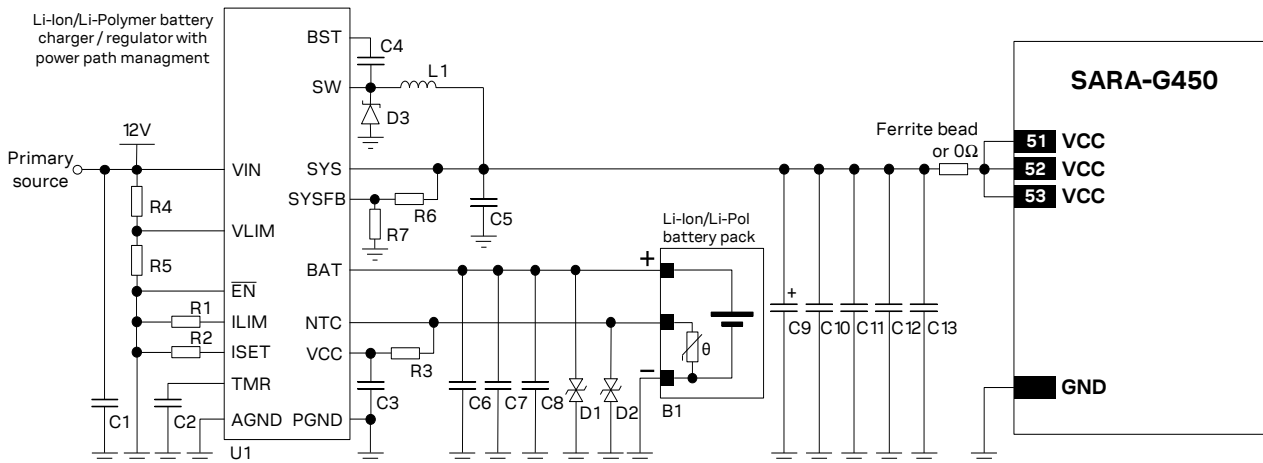 Li-Ion/Li-Polymer battery
charger / regulator with
power path managment
12V
Primary
source
C1
R4
R5
R1
R2
C2
VIN
VLIM
EN
ILIM
ISET
TMR
AGND
U1
BST
SW
SYS
SYSFB
BAT
NTC
VCC
PGND
C4
L1
D3
R6
R7
C5
R3
C3
C6
C7
C8
D1
D2
Li-Ion/Li-Pol
battery pack
+
θ
–
B1
+
C9
C10
C11
C12
C13
Ferrite bead
or 0Ω
SARA-G450
51 VCC
52 VCC
53 VCC
GND